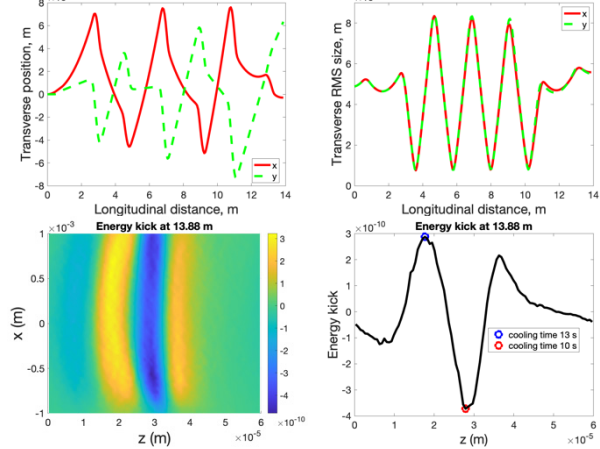 8
6
4
2
0
-2
-4
-6
-8
Transverse position, m
x
y
0 2 4 6 8 10 12 14
Longitudinal distance, m
8
6
4
2
0
Transverse RMS size, m
x
y
0 2 4 6 8 10 12 14
Longitudinal distance, m
×10⁻³
Energy kick at 13.88 m
1
0.5
0
-0.5
-1
x (m)
0 2 4 6
z (m)
×10⁻⁵
3
2
1
0
-1
-2
-3
-4
×10⁻¹⁰
×10⁻¹⁰
Energy kick at 13.88 m
3
2
1
0
-1
-2
-3
-4
Energy kick
cooling time 13 s
cooling time 10 s
0 1 2 3 4 5 6
z (m)
×10⁻⁵